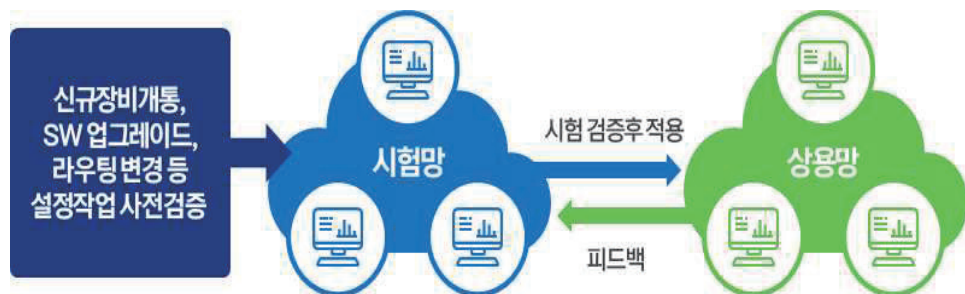 신규장비개통,
SW 업그레이드,
라우팅 변경 등
설정작업 사전검증
시험망
시험 검증후 적용
피드백
상용망